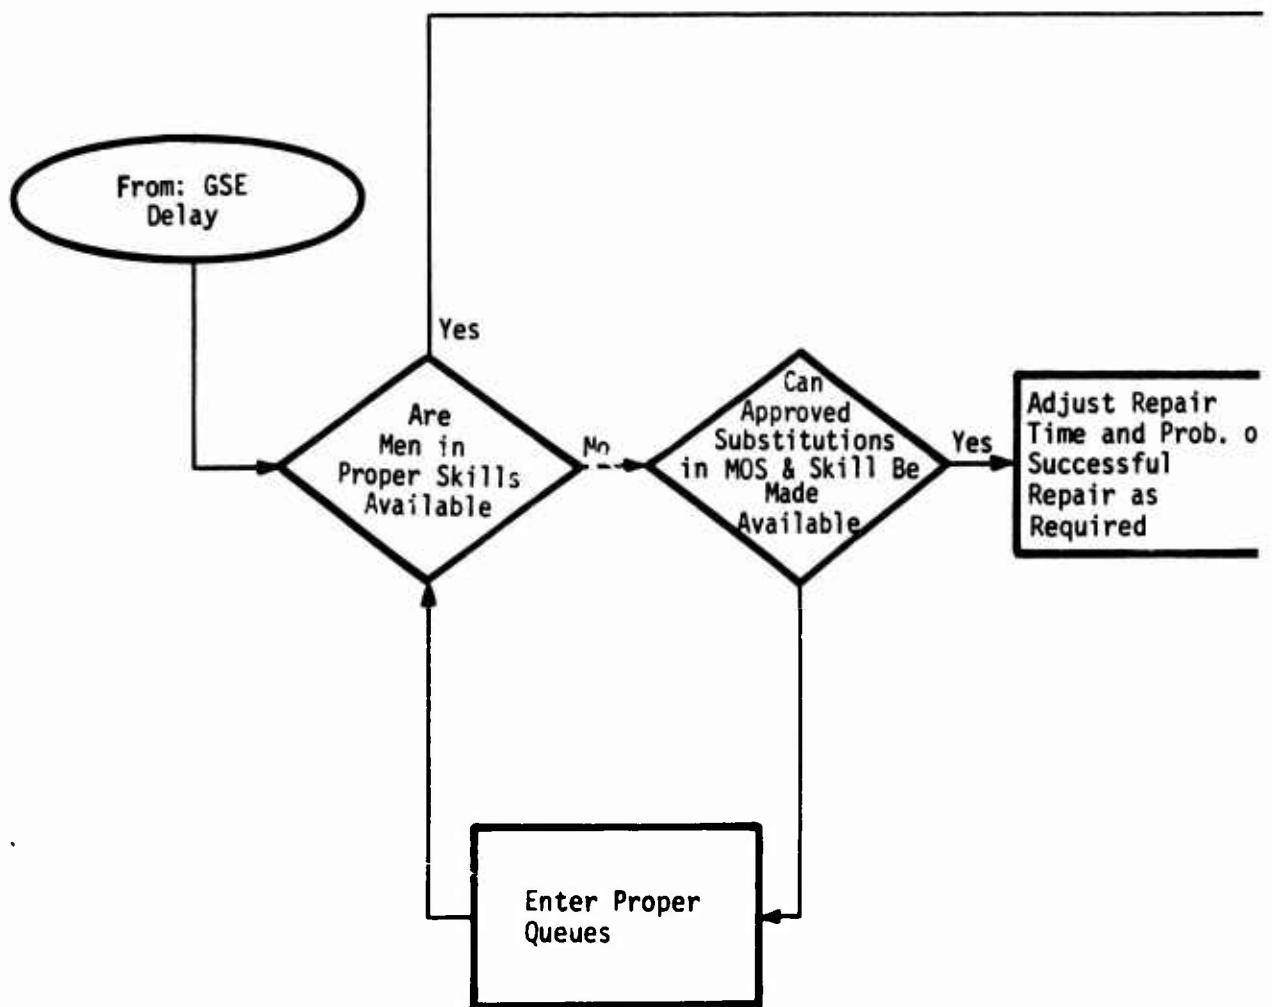 From: GSE
Delay
Yes
Are
Men in
Proper Skills
Available
No
Can
Approved
Substitutions
in MOS & Skill Be
Made
Available
Yes
Adjust Repair
Time and Prob. o
Successful
Repair as
Required
Enter Proper
Queues